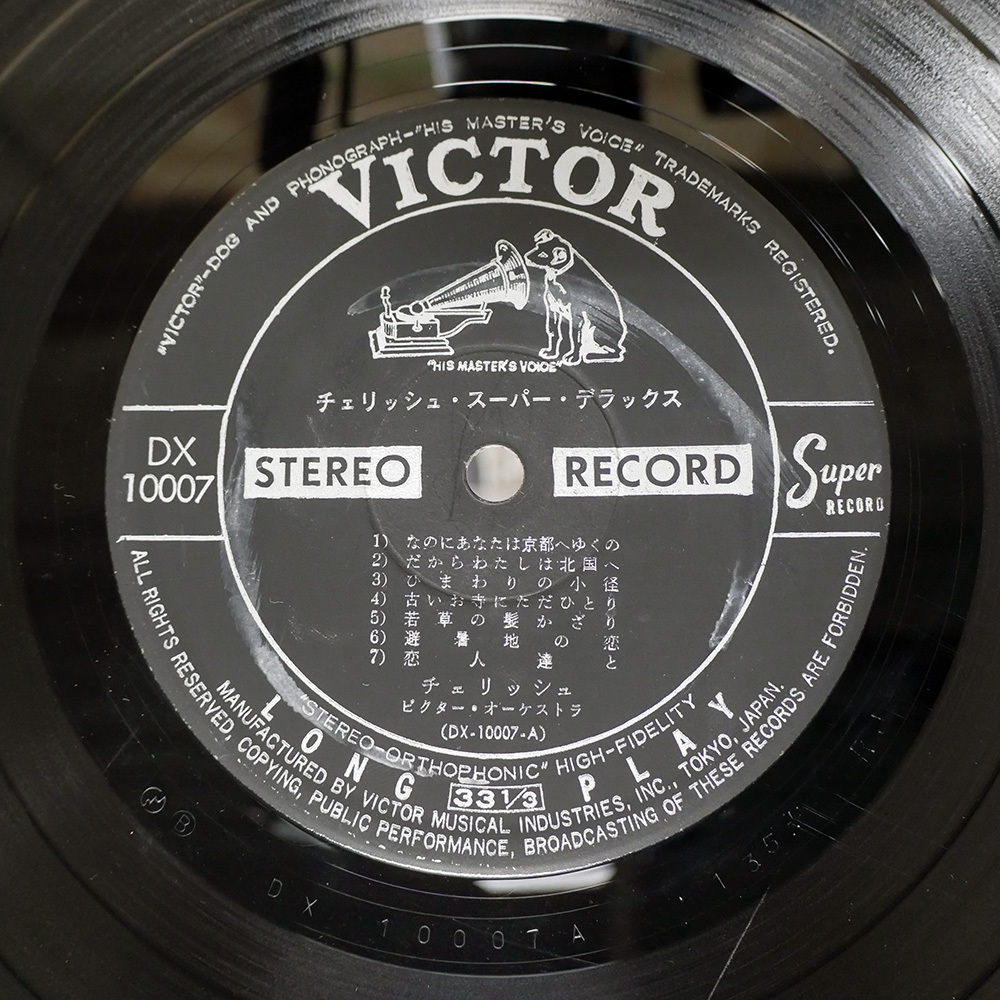 "VICTOR"-DOG AND PHONOGRAPH-"HIS MASTER'S VOICE" TRADEMARKS REGISTERED.
VICTOR
"HIS MASTER'S VOICE"
チェリッシュ・スーパー・デラックス
DX
10007
STEREO RECORD
Super
RECORD
1) なのにあなたは京都へゆくの
2) だからわたしは北国へ
3) ひまわりの小径
4) 古いお寺にただひとり
5) 若草の髪かざり
6) 避暑地の恋
7) 恋人達と
チェリッシュ
ビクター・オーケストラ
(DX-10007-A)
"STEREO-ORTHOPHONIC" HIGH-FIDELITY
LONG PLAY
33 1/3
MANUFACTURED BY VICTOR MUSICAL INDUSTRIES, INC., TOKYO, JAPAN.
ALL RIGHTS RESERVED, COPYING, PUBLIC PERFORMANCE, BROADCASTING OF THESE RECORDS ARE FORBIDDEN.
DX 10007 A